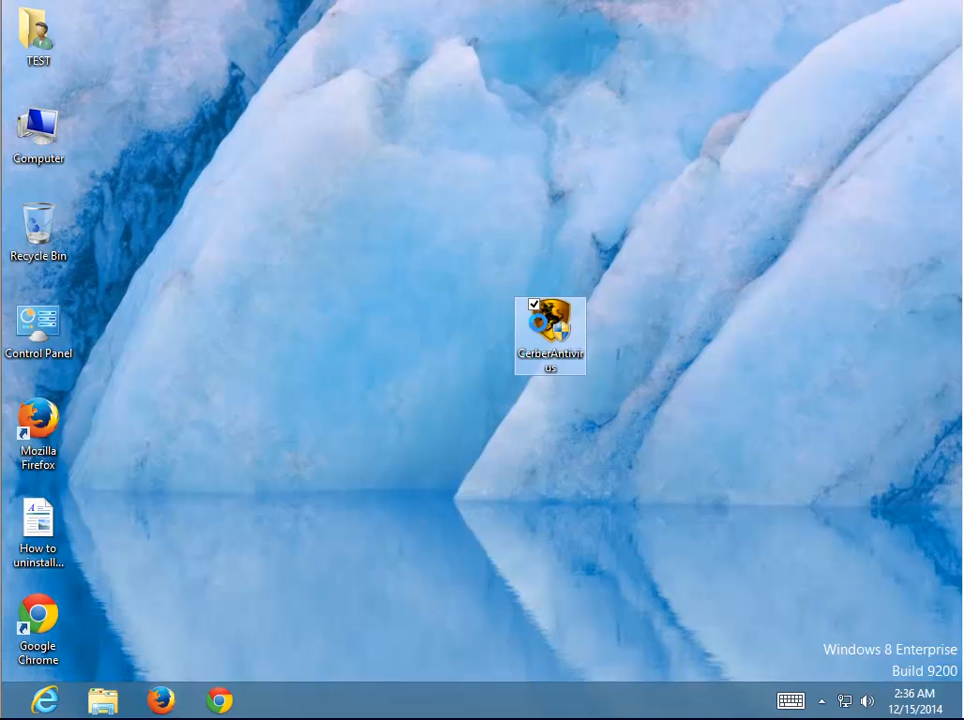 TEST
Computer
Recycle Bin
Control Panel
Mozilla
Firefox
How to
uninstall...
Google
Chrome
CerberAntivir
us
Windows 8 Enterprise
Build 9200
2:36 AM
12/15/2014